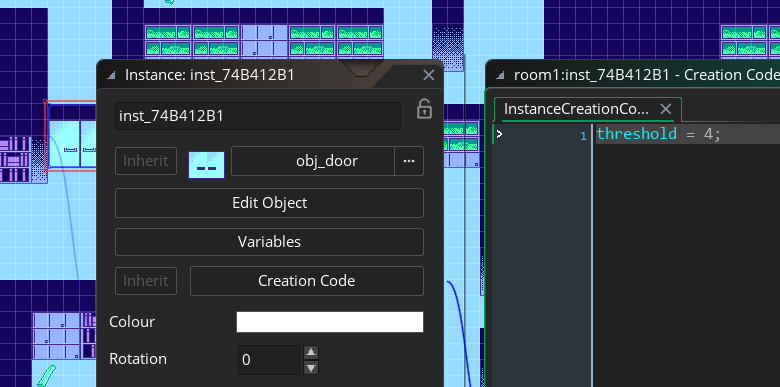 Instance: inst_74B412B1
inst_74B412B1
Inherit
obj_door
...
Edit Object
Variables
Inherit
Creation Code
Colour
Rotation
0
room1:inst_74B412B1 - Creation Code
InstanceCreationCo...
1
threshold = 4;